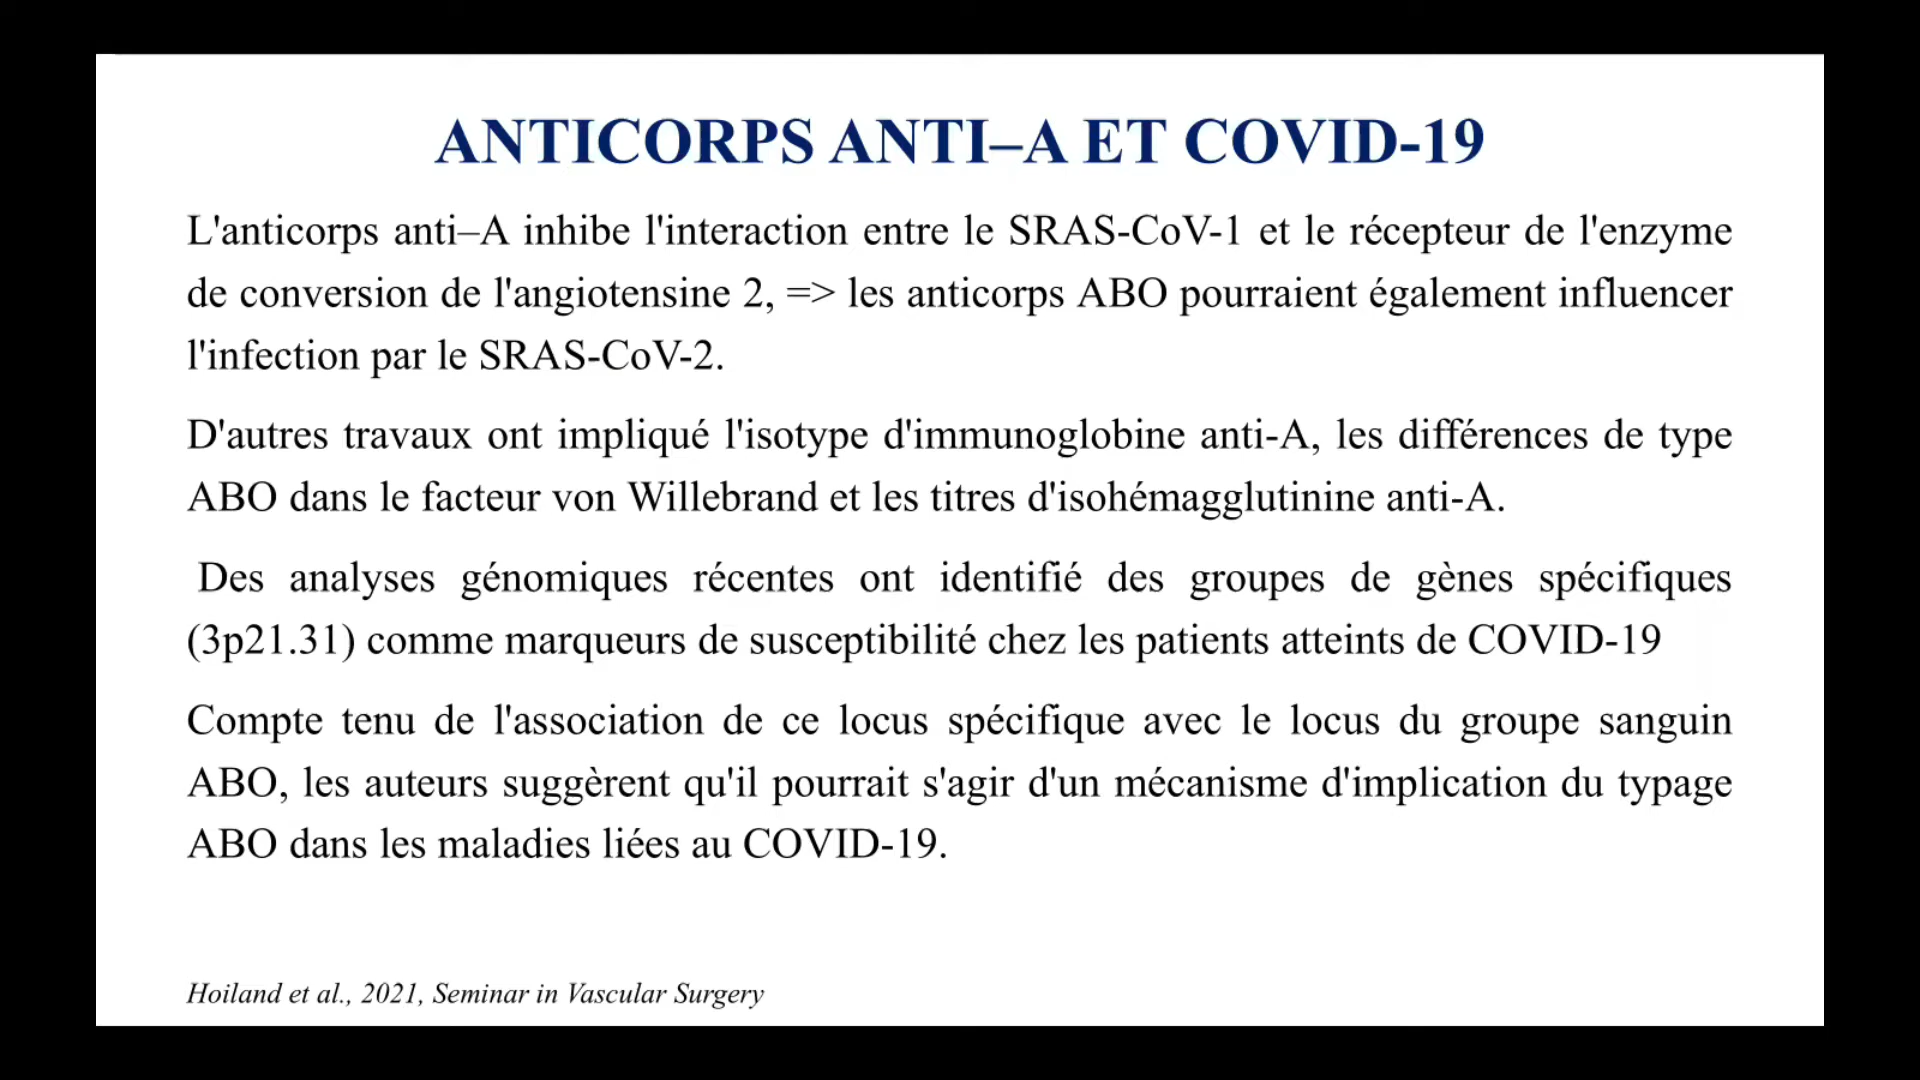 ANTICORPS ANTI–A ET COVID-19
L'anticorps anti–A inhibe l'interaction entre le SRAS-CoV-1 et le récepteur de l'enzyme
de conversion de l'angiotensine 2, => les anticorps ABO pourraient également influencer
l'infection par le SRAS-CoV-2.
D'autres travaux ont impliqué l'isotype d'immunoglobine anti-A, les différences de type
ABO dans le facteur von Willebrand et les titres d'isohémagglutinine anti-A.
Des analyses génomiques récentes ont identifié des groupes de gènes spécifiques
(3p21.31) comme marqueurs de susceptibilité chez les patients atteints de COVID-19
Compte tenu de l'association de ce locus spécifique avec le locus du groupe sanguin
ABO, les auteurs suggèrent qu'il pourrait s'agir d'un mécanisme d'implication du typage
ABO dans les maladies liées au COVID-19.
Hoiland et al., 2021, Seminar in Vascular Surgery